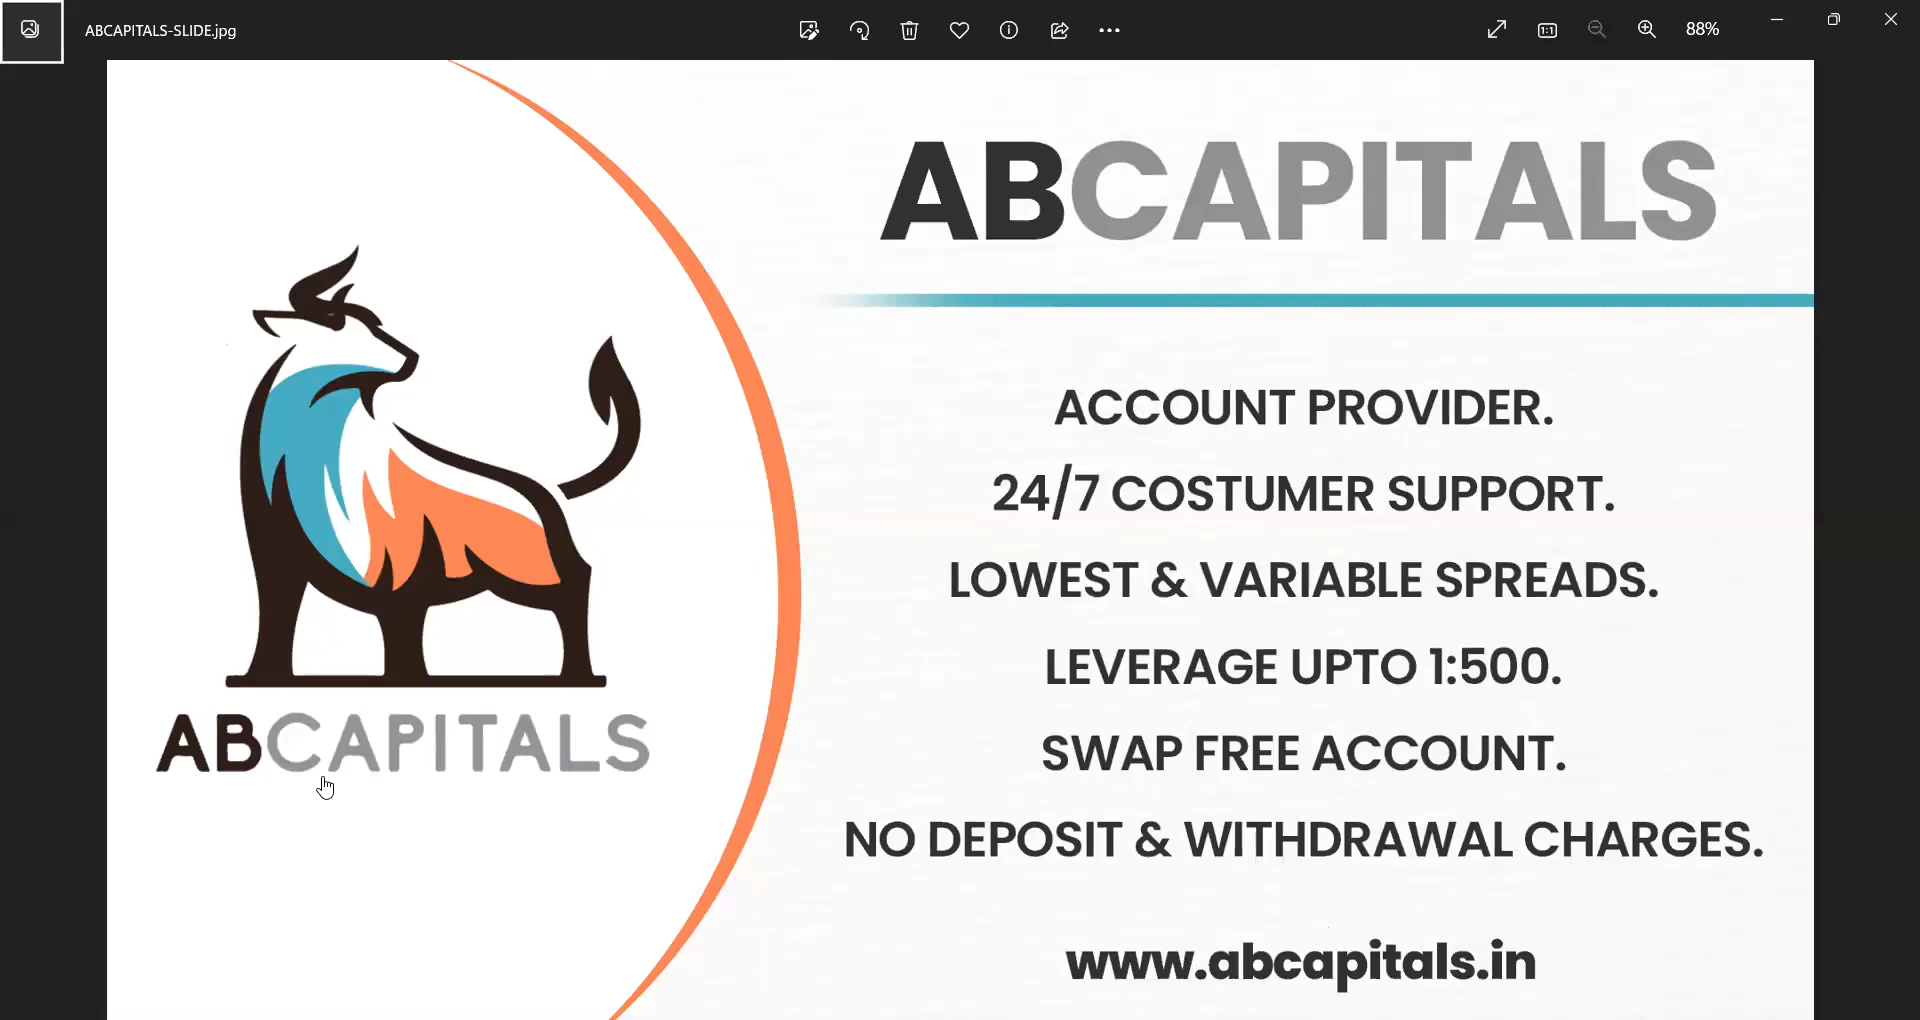 ABCAPITALS-SLIDE.jpg
88%
ABCAPITALS
ABCAPITALS
ACCOUNT PROVIDER.
24/7 COSTUMER SUPPORT.
LOWEST & VARIABLE SPREADS.
LEVERAGE UPTO 1:500.
SWAP FREE ACCOUNT.
NO DEPOSIT & WITHDRAWAL CHARGES.
www.abcapitals.in